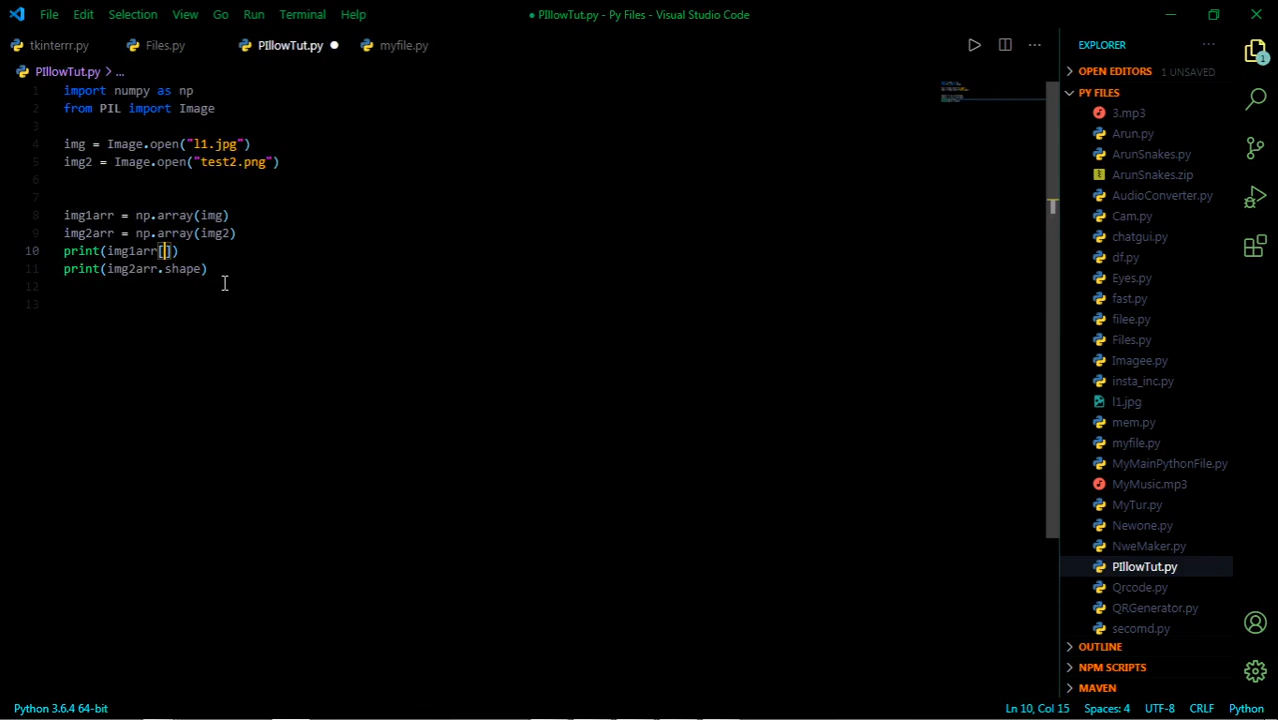 File Edit Selection View Go Run Terminal Help
● PIllowTut.py - Py Files - Visual Studio Code
tkinterrr.py Files.py PIllowTut.py ● myfile.py
PIllowTut.py > ...
1 import numpy as np
2 from PIL import Image
3
4 img = Image.open("l1.jpg")
5 img2 = Image.open("test2.png")
6
7
8 img1arr = np.array(img)
9 img2arr = np.array(img2)
10 print(img1arr[])
11 print(img2arr.shape)
12
13
EXPLORER
OPEN EDITORS 1 UNSAVED
PY FILES
3.mp3
Arun.py
ArunSnakes.py
ArunSnakes.zip
AudioConverter.py
Cam.py
chatgui.py
df.py
Eyes.py
fast.py
filee.py
Files.py
Imagee.py
insta_inc.py
l1.jpg
mem.py
myfile.py
MyMainPythonFile.py
MyMusic.mp3
MyTur.py
Newone.py
NweMaker.py
PIllowTut.py
Qrcode.py
QRGenerator.py
secomd.py
OUTLINE
NPM SCRIPTS
MAVEN
1
Python 3.6.4 64-bit
Ln 10, Col 15 Spaces: 4 UTF-8 CRLF Python